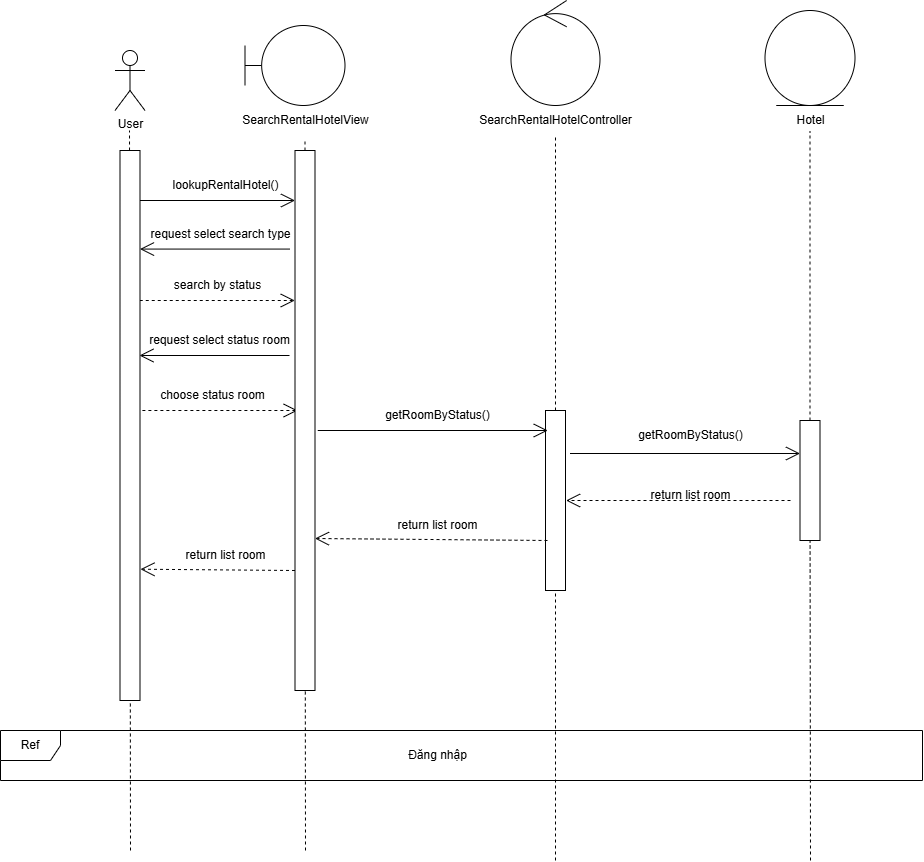 User
SearchRentalHotelView
SearchRentalHotelController
Hotel
lookupRentalHotel()
request select search type
search by status
request select status room
choose status room
getRoomByStatus()
getRoomByStatus()
return list room
return list room
return list room
Ref
Đăng nhập